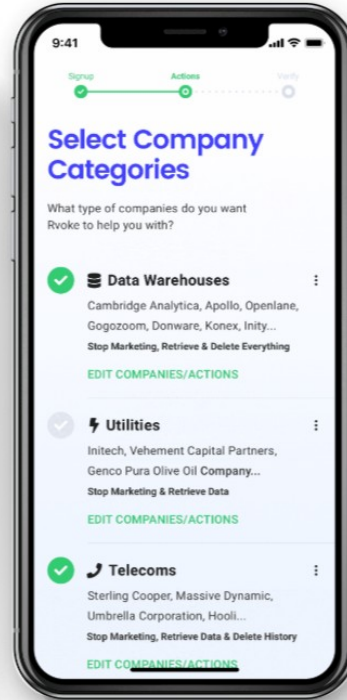 9:41
Signup Actions Verify
Select Company
Categories
What type of companies do you want
Rvoke to help you with?
Data Warehouses
Cambridge Analytica, Apollo, Openlane,
Gogozoom, Donware, Konex, Inity...
Stop Marketing, Retrieve & Delete Everything
EDIT COMPANIES/ACTIONS
Utilities
Initech, Vehement Capital Partners,
Genco Pura Olive Oil Company...
Stop Marketing & Retrieve Data
EDIT COMPANIES/ACTIONS
Telecoms
Sterling Cooper, Massive Dynamic,
Umbrella Corporation, Hooli...
Stop Marketing, Retrieve Data & Delete History
EDIT COMPANIES/ACTIONS